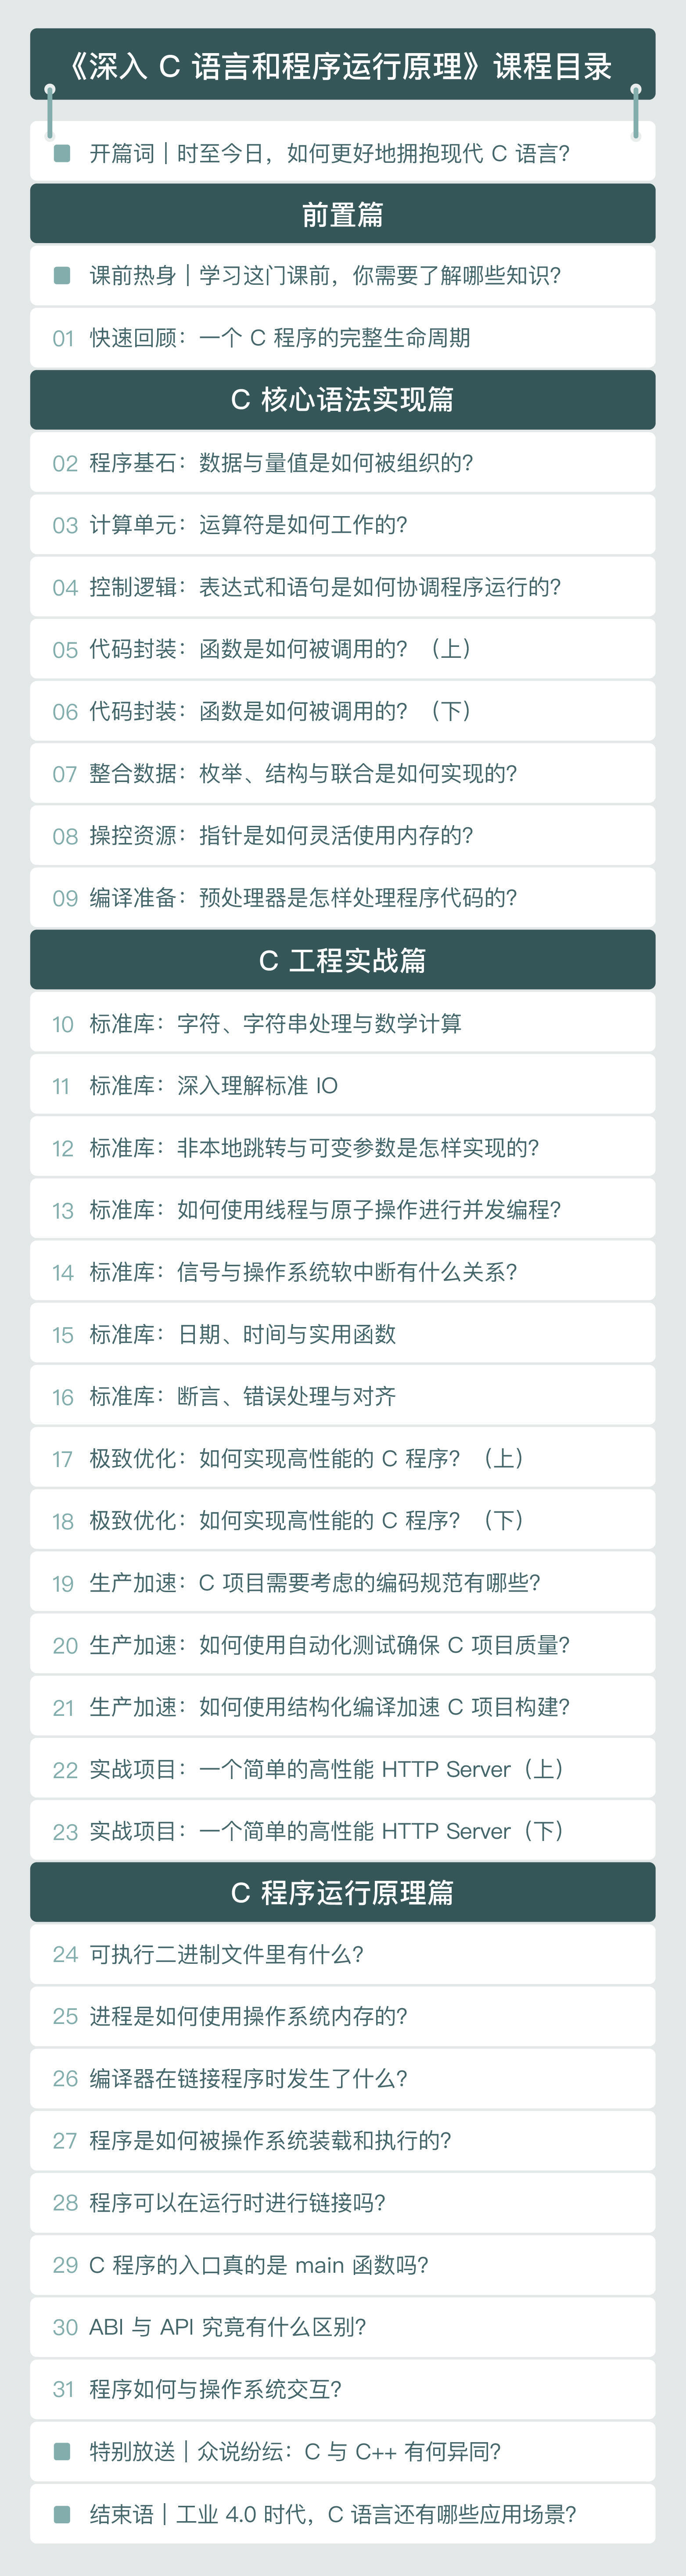 《深入 C 语言和程序运行原理》课程目录
开篇词｜时至今日，如何更好地拥抱现代 C 语言？
前置篇
课前热身｜学习这门课前，你需要了解哪些知识？
01 快速回顾：一个 C 程序的完整生命周期
C 核心语法实现篇
02 程序基石：数据与量值是如何被组织的？
03 计算单元：运算符是如何工作的？
04 控制逻辑：表达式和语句是如何协调程序运行的？
05 代码封装：函数是如何被调用的？（上）
06 代码封装：函数是如何被调用的？（下）
07 整合数据：枚举、结构与联合是如何实现的？
08 操控资源：指针是如何灵活使用内存的？
09 编译准备：预处理器是怎样处理程序代码的？
C 工程实战篇
10 标准库：字符、字符串处理与数学计算
11 标准库：深入理解标准 IO
12 标准库：非本地跳转与可变参数是怎样实现的？
13 标准库：如何使用线程与原子操作进行并发编程？
14 标准库：信号与操作系统软中断有什么关系？
15 标准库：日期、时间与实用函数
16 标准库：断言、错误处理与对齐
17 极致优化：如何实现高性能的 C 程序？（上）
18 极致优化：如何实现高性能的 C 程序？（下）
19 生产加速：C 项目需要考虑的编码规范有哪些？
20 生产加速：如何使用自动化测试确保 C 项目质量？
21 生产加速：如何使用结构化编译加速 C 项目构建？
22 实战项目：一个简单的高性能 HTTP Server（上）
23 实战项目：一个简单的高性能 HTTP Server（下）
C 程序运行原理篇
24 可执行二进制文件里有什么？
25 进程是如何使用操作系统内存的？
26 编译器在链接程序时发生了什么？
27 程序是如何被操作系统装载和执行的？
28 程序可以在运行时进行链接吗？
29 C 程序的入口真的是 main 函数吗？
30 ABI 与 API 究竟有什么区别？
31 程序如何与操作系统交互？
特别放送｜众说纷纭：C 与 C++ 有何异同？
结束语｜工业 4.0 时代，C 语言还有哪些应用场景？